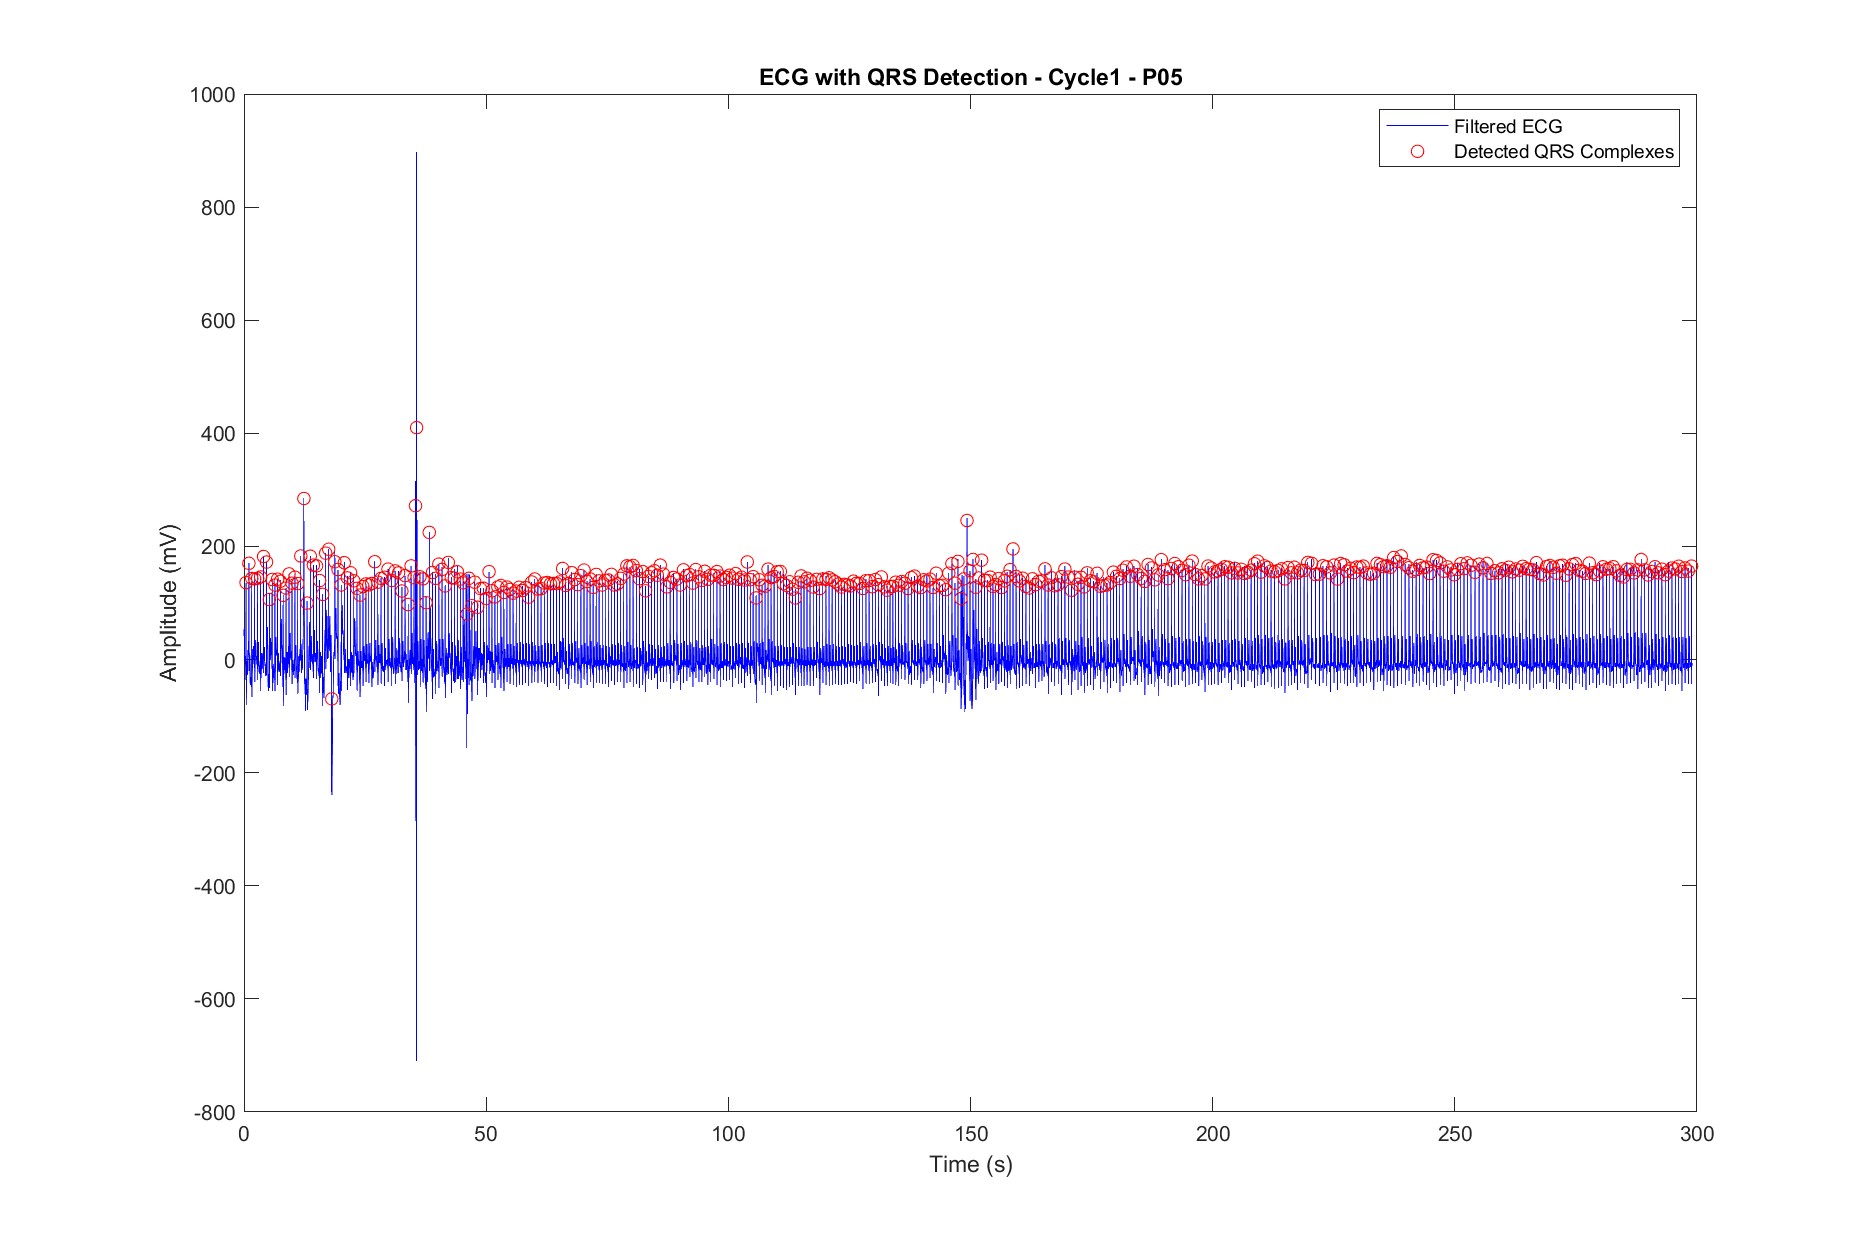 ECG with QRS Detection - Cycle1 - P05
1000
800
600
400
200
0
-200
-400
-600
-800
Amplitude (mV)
Filtered ECG
Detected QRS Complexes
0 50 100 150 200 250 300
Time (s)